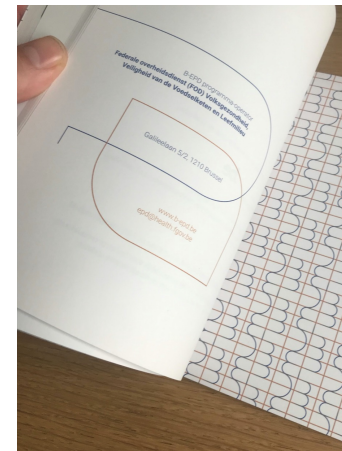 B-EPD programma operator
Federale overheidsdienst (FOD) Volksgezondheid,
Veiligheid van de Voedselketen en Leefmilieu
Galileelaan 5/2, 1210 Brussel
www.b-epd.be
epd@health.fgov.be